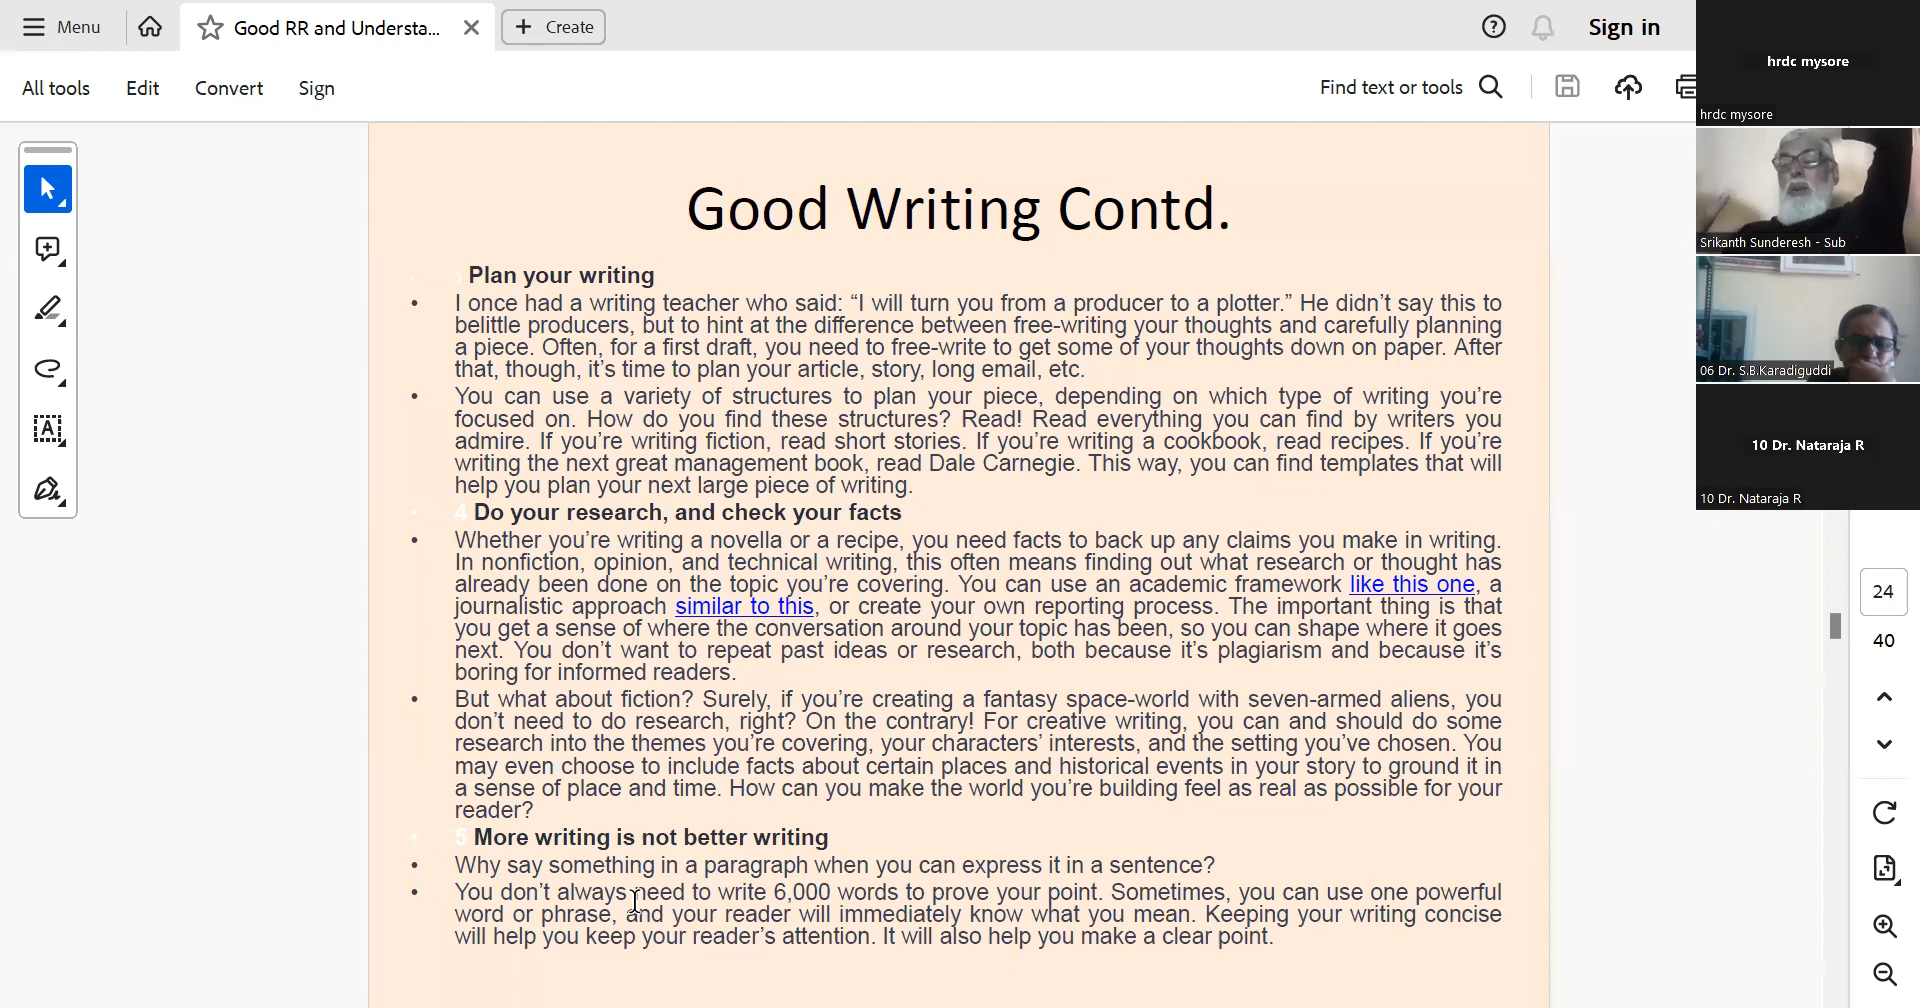 Menu
Good RR and Understa...
Create
Sign in
All tools
Edit
Convert
Sign
Find text or tools
hrdc mysore
hrdc mysore
Srikanth Sunderesh - Sub
06 Dr. S.B.Karadiguddi
10 Dr. Nataraja R
10 Dr. Nataraja R
24
40
Good Writing Contd.
3 Plan your writing
• I once had a writing teacher who said: “I will turn you from a producer to a plotter.” He didn’t say this to
belittle producers, but to hint at the difference between free-writing your thoughts and carefully planning
a piece. Often, for a first draft, you need to free-write to get some of your thoughts down on paper. After
that, though, it’s time to plan your article, story, long email, etc.
• You can use a variety of structures to plan your piece, depending on which type of writing you’re
focused on. How do you find these structures? Read! Read everything you can find by writers you
admire. If you’re writing fiction, read short stories. If you’re writing a cookbook, read recipes. If you’re
writing the next great management book, read Dale Carnegie. This way, you can find templates that will
help you plan your next large piece of writing.
• 4 Do your research, and check your facts
• Whether you’re writing a novella or a recipe, you need facts to back up any claims you make in writing.
In nonfiction, opinion, and technical writing, this often means finding out what research or thought has
already been done on the topic you’re covering. You can use an academic framework like this one, a
journalistic approach similar to this, or create your own reporting process. The important thing is that
you get a sense of where the conversation around your topic has been, so you can shape where it goes
next. You don’t want to repeat past ideas or research, both because it’s plagiarism and because it’s
boring for informed readers.
• But what about fiction? Surely, if you’re creating a fantasy space-world with seven-armed aliens, you
don’t need to do research, right? On the contrary! For creative writing, you can and should do some
research into the themes you’re covering, your characters’ interests, and the setting you’ve chosen. You
may even choose to include facts about certain places and historical events in your story to ground it in
a sense of place and time. How can you make the world you’re building feel as real as possible for your
reader?
• 5 More writing is not better writing
• Why say something in a paragraph when you can express it in a sentence?
• You don’t always need to write 6,000 words to prove your point. Sometimes, you can use one powerful
word or phrase, and your reader will immediately know what you mean. Keeping your writing concise
will help you keep your reader’s attention. It will also help you make a clear point.